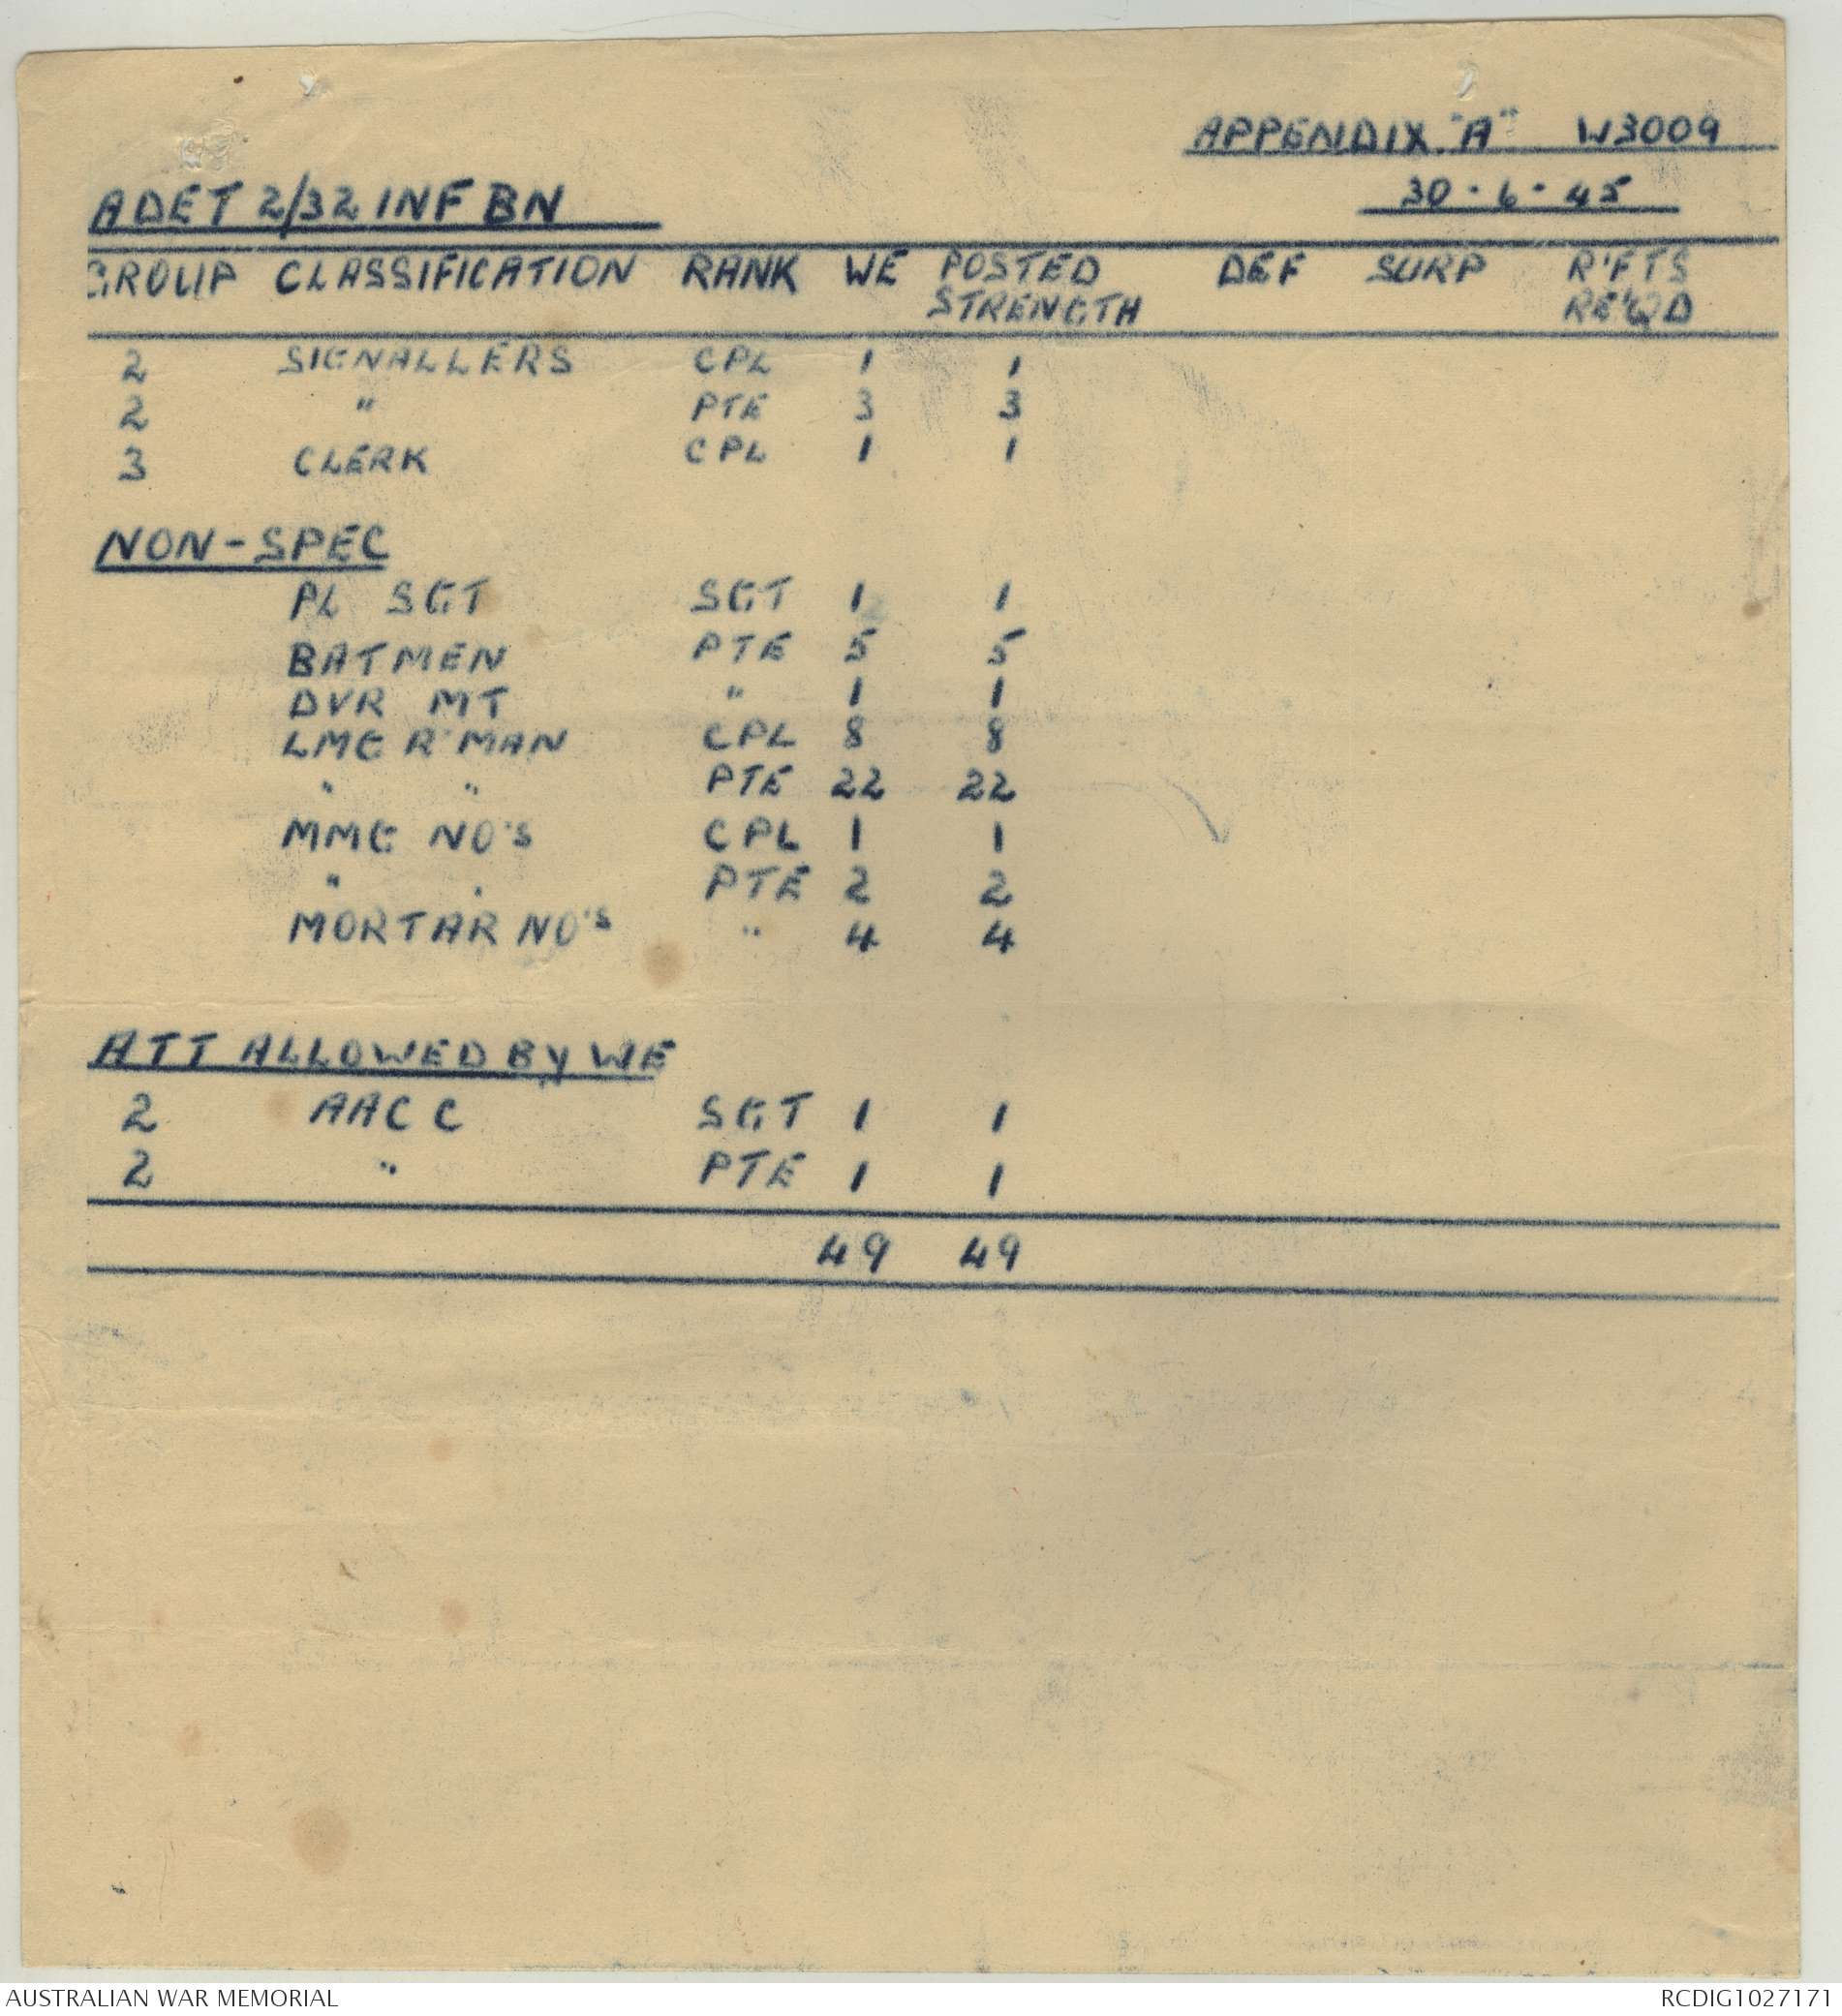 APPENDIX "A" W3009
30·6·45
ADET 2/32 INF BN
GROUP CLASSIFICATION RANK WE POSTED STRENGTH DEF SURP R'FTS RE'QD
2 SIGNALLERS CPL 1 1
2 " PTE 3 3
3 CLERK CPL 1 1
NON-SPEC
PL SGT SGT 1 1
BATMEN PTE 5 5
DVR MT " 1 1
LMG R'MAN CPL 8 8
" " PTE 22 22
MMG NO'S CPL 1 1
" " PTE 2 2
MORTAR NO'S " 4 4
ATT ALLOWED BY WE
2 AACC SGT 1 1
2 " PTE 1 1
49 49
AUSTRALIAN WAR MEMORIAL RCDIG1027171